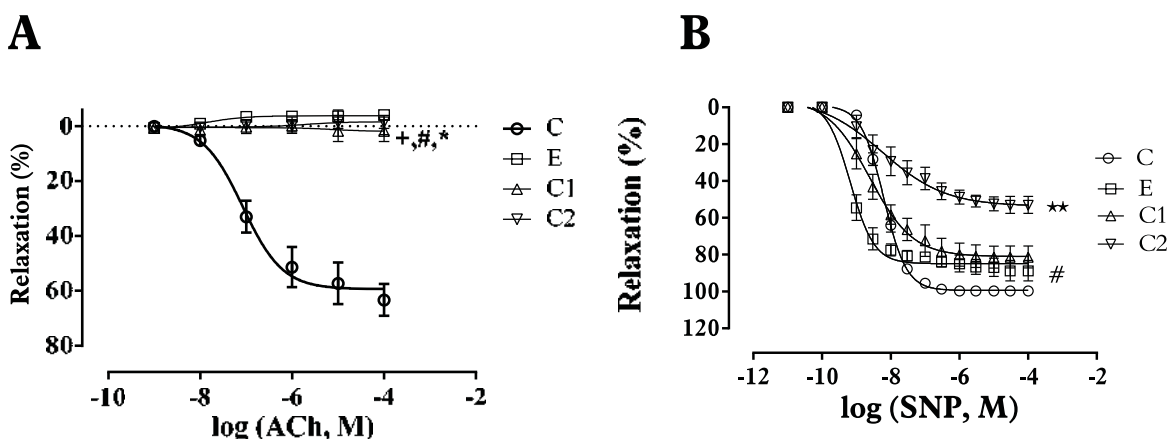 A
Relaxation (%)
0
20
40
60
80
+,#,*
C
E
C1
C2
-10
-8
-6
-4
-2
log (ACh, M)
B
Relaxation (%)
0
20
40
60
80
100
120
**
#
C
E
C1
C2
-12
-10
-8
-6
-4
-2
log (SNP, M)